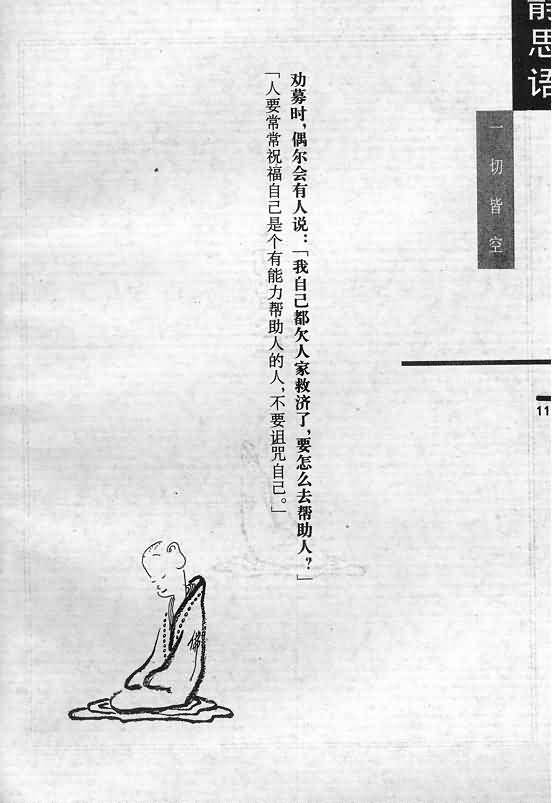 静思语
一切皆空
劝募时，偶尔会有人说：「我自己都欠人家救济了，要怎么去帮助人？」
「人要常常祝福自己是个有能力帮助人的人，不要诅咒自己。」
11
佛